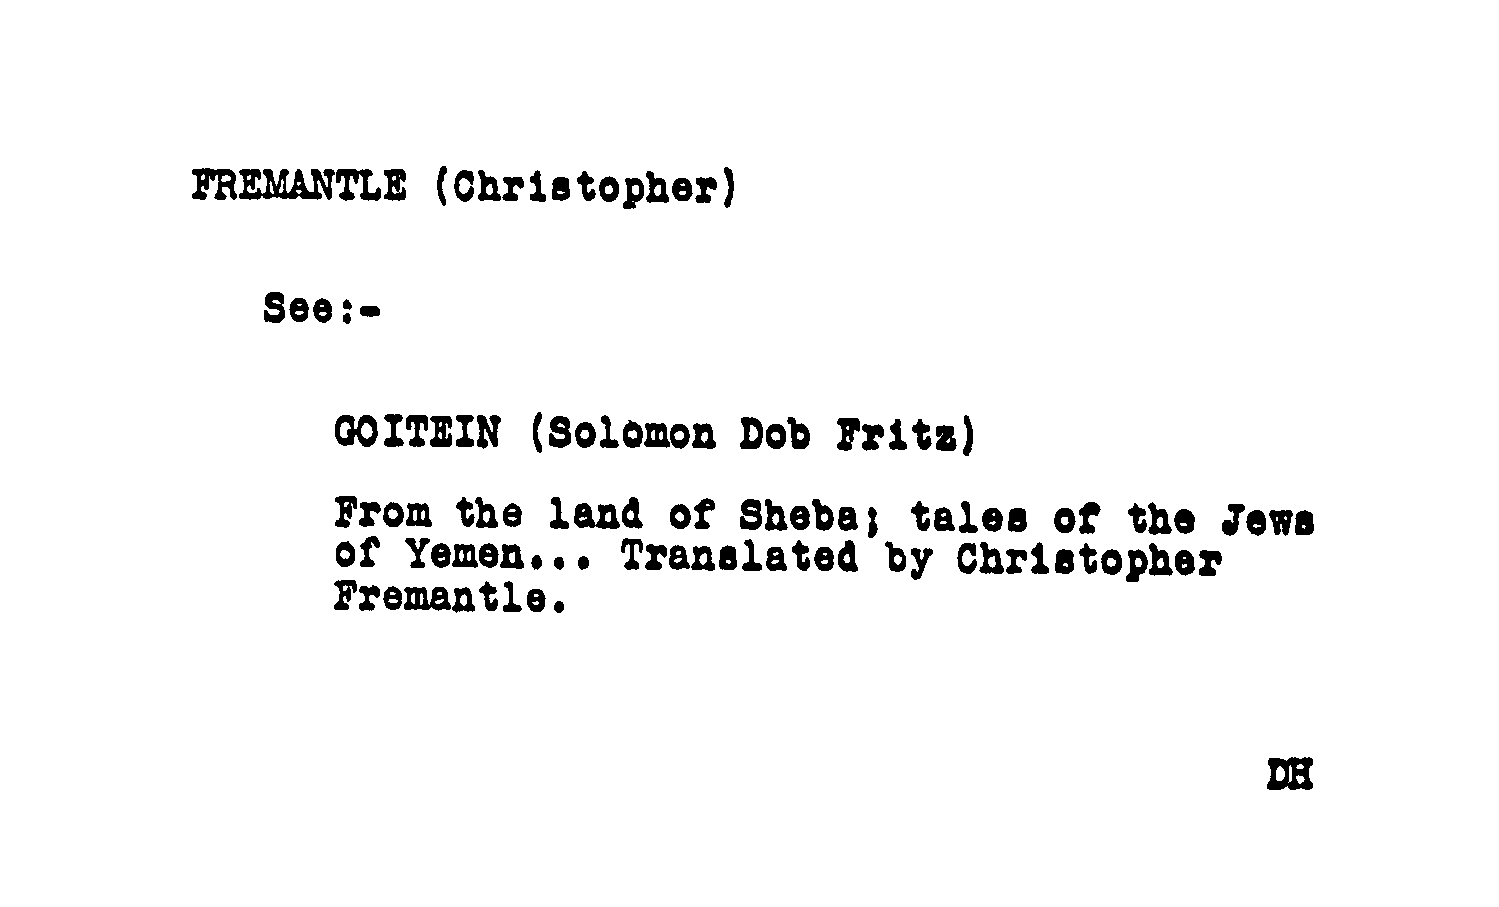 FREMANTLE (Christopher)
See:-
GOITEIN (Solomon Dob Fritz)
From the land of Sheba; tales of the Jews
of Yemen... Translated by Christopher
Fremantle.
DH